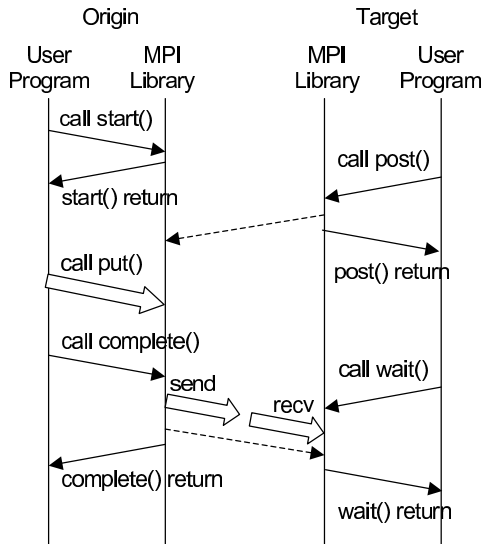 Origin Target
User Program MPI Library MPI Library User Program
call start()
call post()
start() return
call put()
post() return
call complete()
call wait()
send
recv
complete() return
wait() return